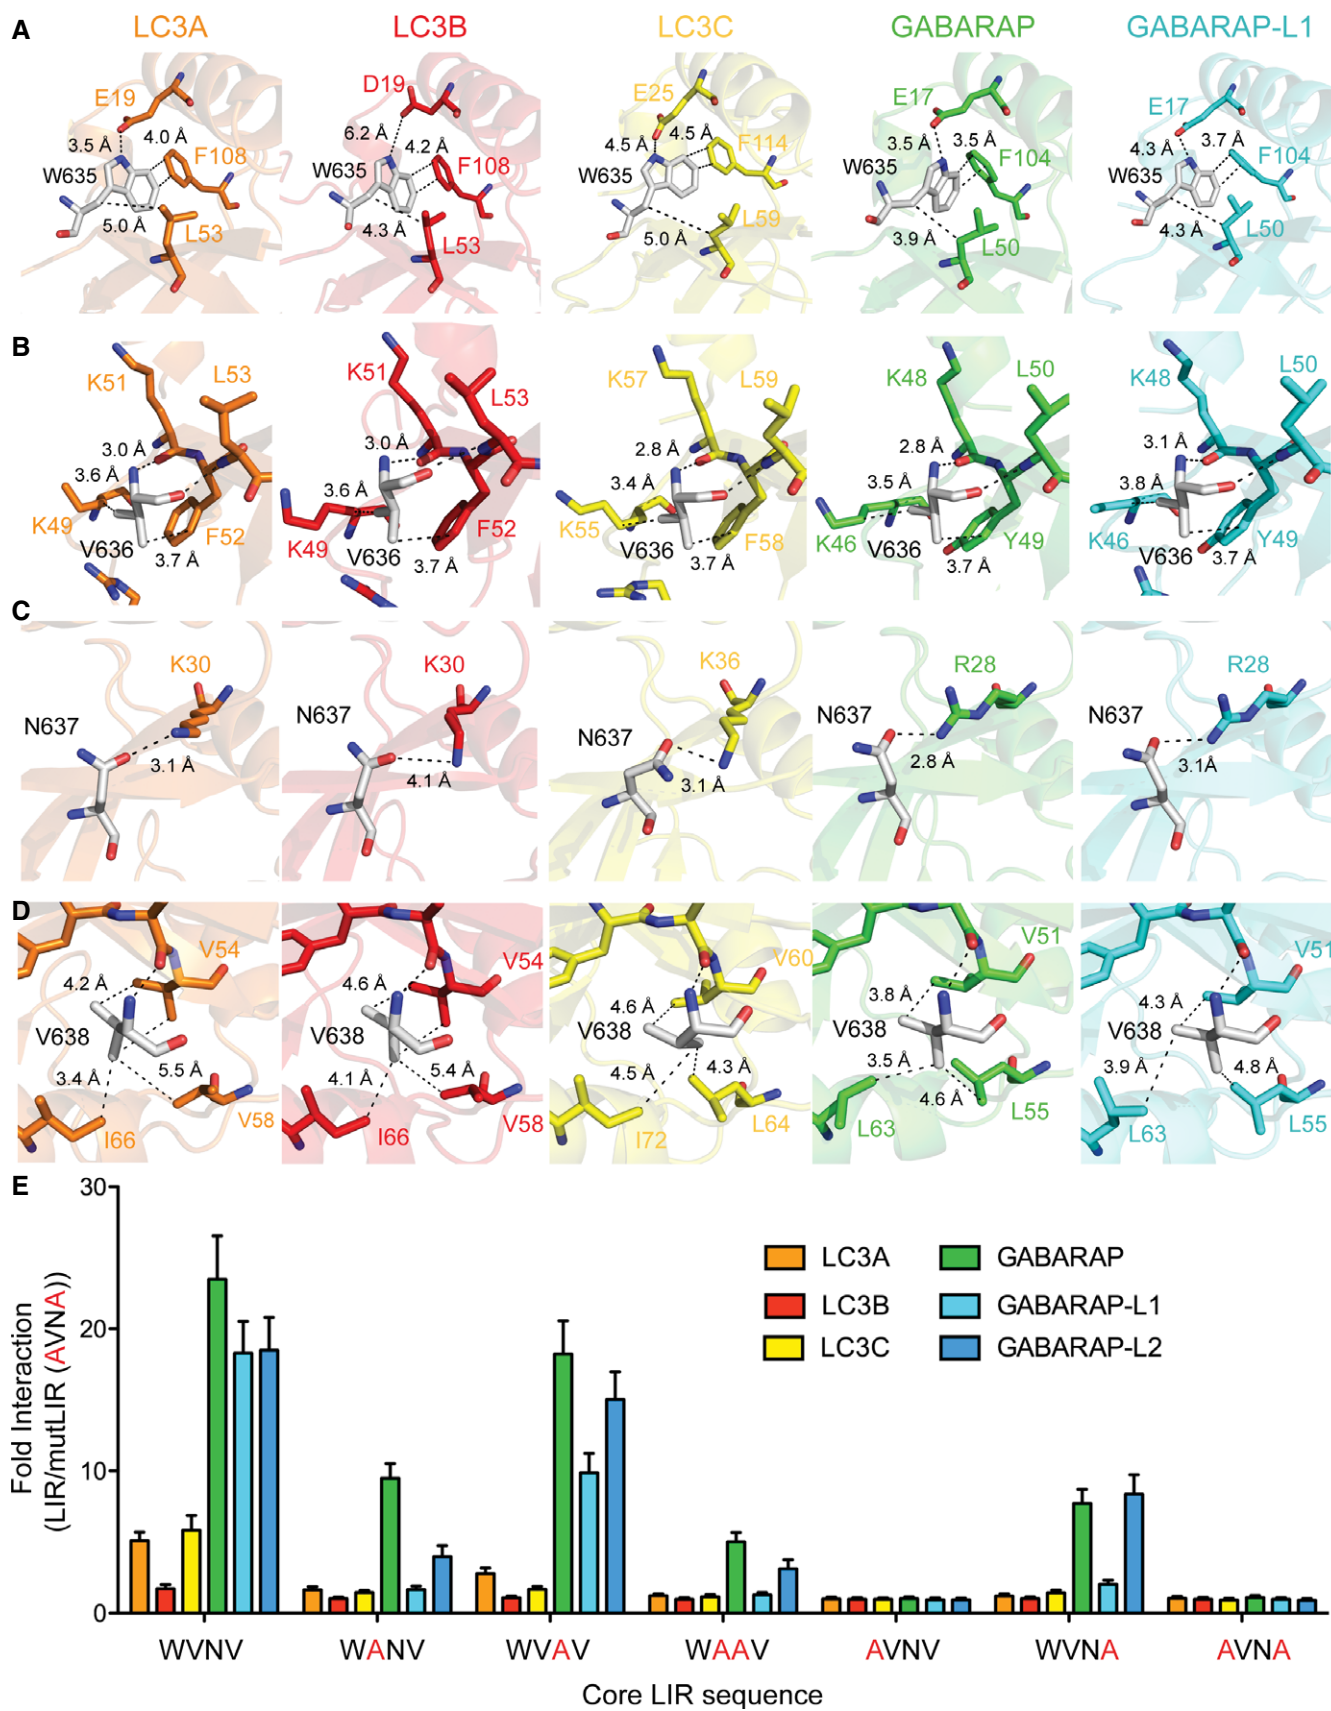 A
LC3A LC3B LC3C GABARAP GABARAP-L1
E19 3.5 Å 4.0 Å W635 F108 5.0 Å L53
D19 6.2 Å 4.2 Å W635 F108 4.3 Å L53
E25 4.5 Å 4.5 Å F114 W635 L59 5.0 Å
E17 3.5 Å 3.5 Å W635 F104 3.9 Å L50
E17 4.3 Å 3.7 Å W635 F104 4.3 Å L50
B
K51 L53 3.0 Å 3.6 Å K49 V636 F52 3.7 Å
K51 L53 3.0 Å 3.6 Å K49 V636 F52 3.7 Å
K57 L59 2.8 Å 3.4 Å K55 V636 F58 3.7 Å
K48 L50 2.8 Å 3.5 Å K46 V636 Y49 3.7 Å
K48 L50 3.1 Å 3.8 Å K46 V636 Y49 3.7 Å
C
K30 N637 3.1 Å
K30 N637 4.1 Å
K36 N637 3.1 Å
R28 N637 2.8 Å
R28 N637 3.1Å
D
V54 4.2 Å V638 3.4 Å 5.5 Å V58 I66
V54 4.6 Å V638 4.1 Å 5.4 Å I66 V58
V60 4.6 Å V638 4.5 Å 4.3 Å I72 L64
V51 3.8 Å V638 3.5 Å 4.6 Å L63 L55
V51 4.3 Å V638 3.9 Å 4.8 Å L63 L55
E
Fold Interaction
(LIR/mutLIR (AVNA))
30
20
10
0
LC3A GABARAP
LC3B GABARAP-L1
LC3C GABARAP-L2
WVNV WANV WVAV WAAV AVNV WVNA AVNA
Core LIR sequence